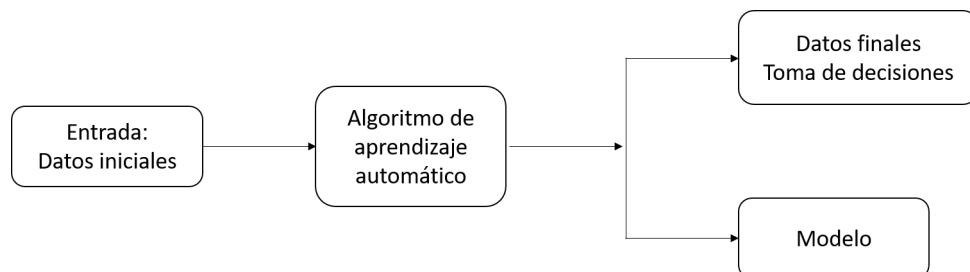 Entrada:
Datos iniciales
Algoritmo de
aprendizaje
automático
Datos finales
Toma de decisiones
Modelo